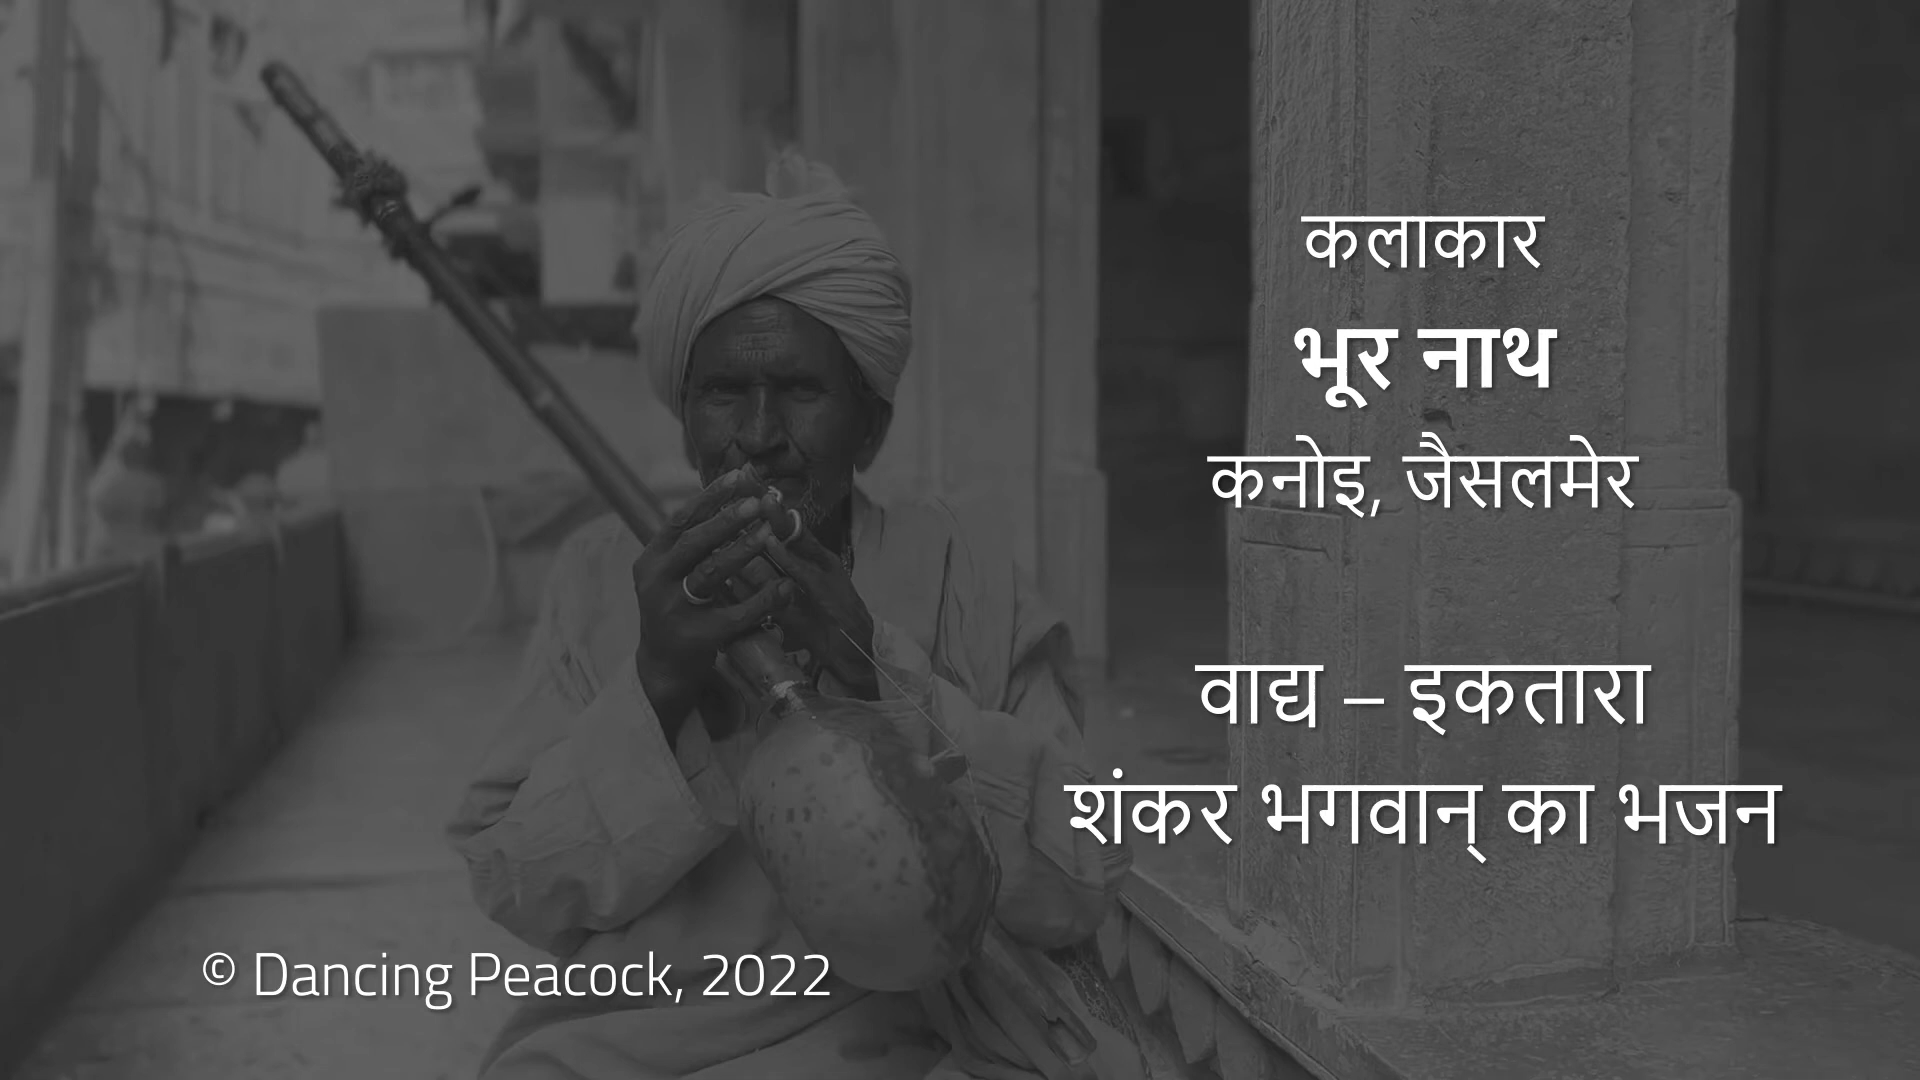 कलाकार
भूर नाथ
कनोइ, जैसलमेर
वाद्य – इकतारा
शंकर भगवान् का भजन
© Dancing Peacock, 2022